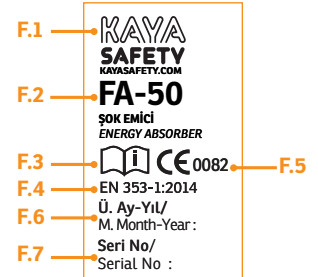 F.1 KAYA
SAFETY
KAYASAFETY.COM
F.2 FA-50
ŞOK EMİCİ
ENERGY ABSORBER
F.3 i CE 0082 F.5
F.4 EN 353-1:2014
F.6 Ü. Ay-Yıl/
M. Month-Year :
F.7 Seri No/
Serial No :